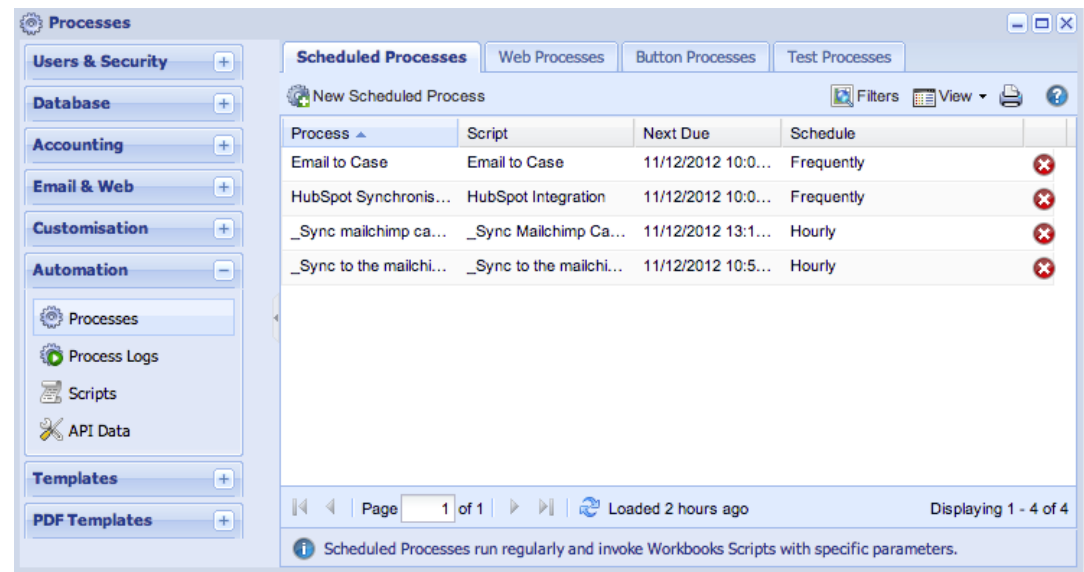 Processes
Users & Security
Database
Accounting
Email & Web
Customisation
Automation
Processes
Process Logs
Scripts
API Data
Templates
PDF Templates
Scheduled Processes Web Processes Button Processes Test Processes
New Scheduled Process Filters View
Process Script Next Due Schedule
Email to Case Email to Case 11/12/2012 10:0... Frequently
HubSpot Synchronis... HubSpot Integration 11/12/2012 10:0... Frequently
_Sync mailchimp ca... _Sync Mailchimp Ca... 11/12/2012 13:1... Hourly
_Sync to the mailchi... _Sync to the mailchi... 11/12/2012 10:5... Hourly
Page 1 of 1 Loaded 2 hours ago Displaying 1 - 4 of 4
Scheduled Processes run regularly and invoke Workbooks Scripts with specific parameters.